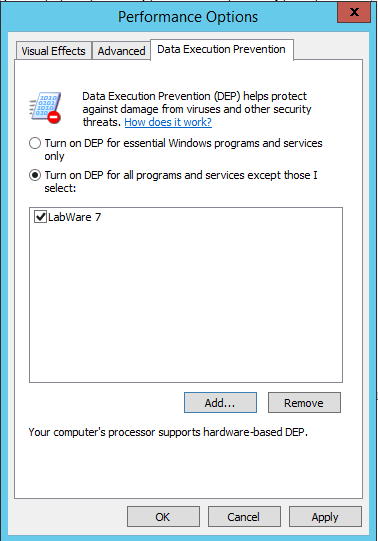 Performance Options
x
Visual Effects
Advanced
Data Execution Prevention
Data Execution Prevention (DEP) helps protect
against damage from viruses and other security
threats. How does it work?
Turn on DEP for essential Windows programs and services
only
Turn on DEP for all programs and services except those I
select:
LabWare 7
Add...
Remove
Your computer's processor supports hardware-based DEP.
OK
Cancel
Apply